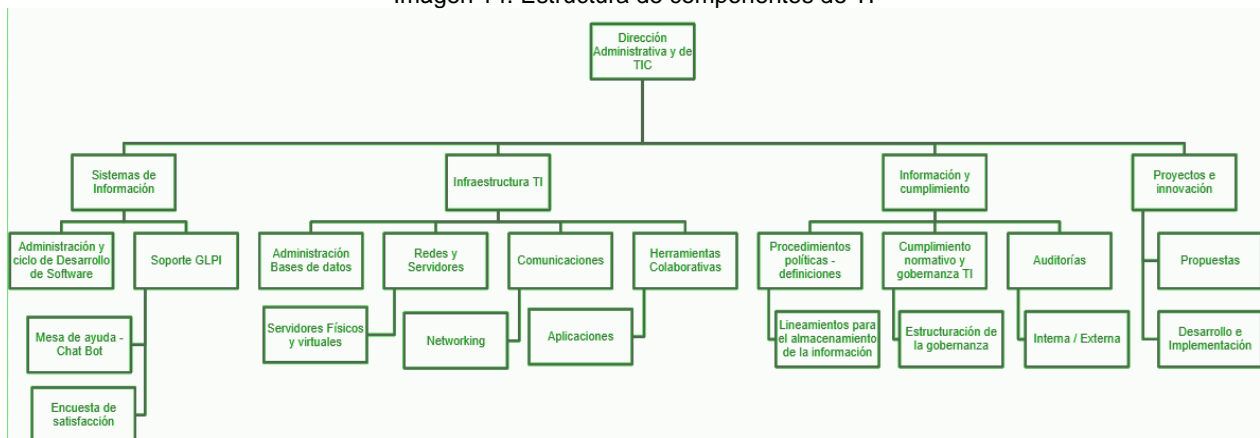 Imagen 14. Estructura de componentes de TI
Dirección
Administrativa y de
TIC
Sistemas de
Información
Infraestructura TI
Información y
cumplimiento
Proyectos e
innovación
Administración y
ciclo de Desarrollo
de Software
Soporte GLPI
Administración
Bases de datos
Redes y
Servidores
Comunicaciones
Herramientas
Colaborativas
Procedimientos
políticas -
definiciones
Cumplimiento
normativo y
gobernanza TI
Auditorías
Propuestas
Mesa de ayuda -
Chat Bot
Servidores Físicos
y virtuales
Networking
Aplicaciones
Lineamientos para
el almacenamiento
de la información
Estructuración de
la gobernanza
Interna / Externa
Desarrollo e
Implementación
Encuesta de
satisfacción